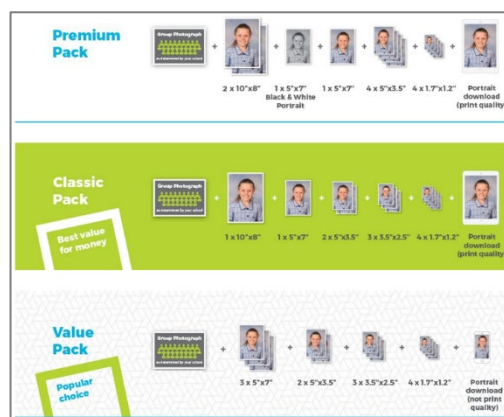 Premium
Pack
Group Photograph
2 x 10"x8"
1 x 5"x7"
Black & White
Portrait
1 x 5"x7"
4 x 5"x3.5"
4 x 1.7"x1.2"
Portrait
download
(print quality)
Classic
Pack
Best value
for money
Group Photograph
1 x 10"x8"
1 x 5"x7"
2 x 5"x3.5"
3 x 3.5"x2.5"
4 x 1.7"x1.2"
Portrait
download
(print quality)
Value
Pack
Popular
choice
Group Photograph
3 x 5"x7"
2 x 5"x3.5"
3 x 3.5"x2.5"
4 x 1.7"x1.2"
Portrait
download
(not print
quality)